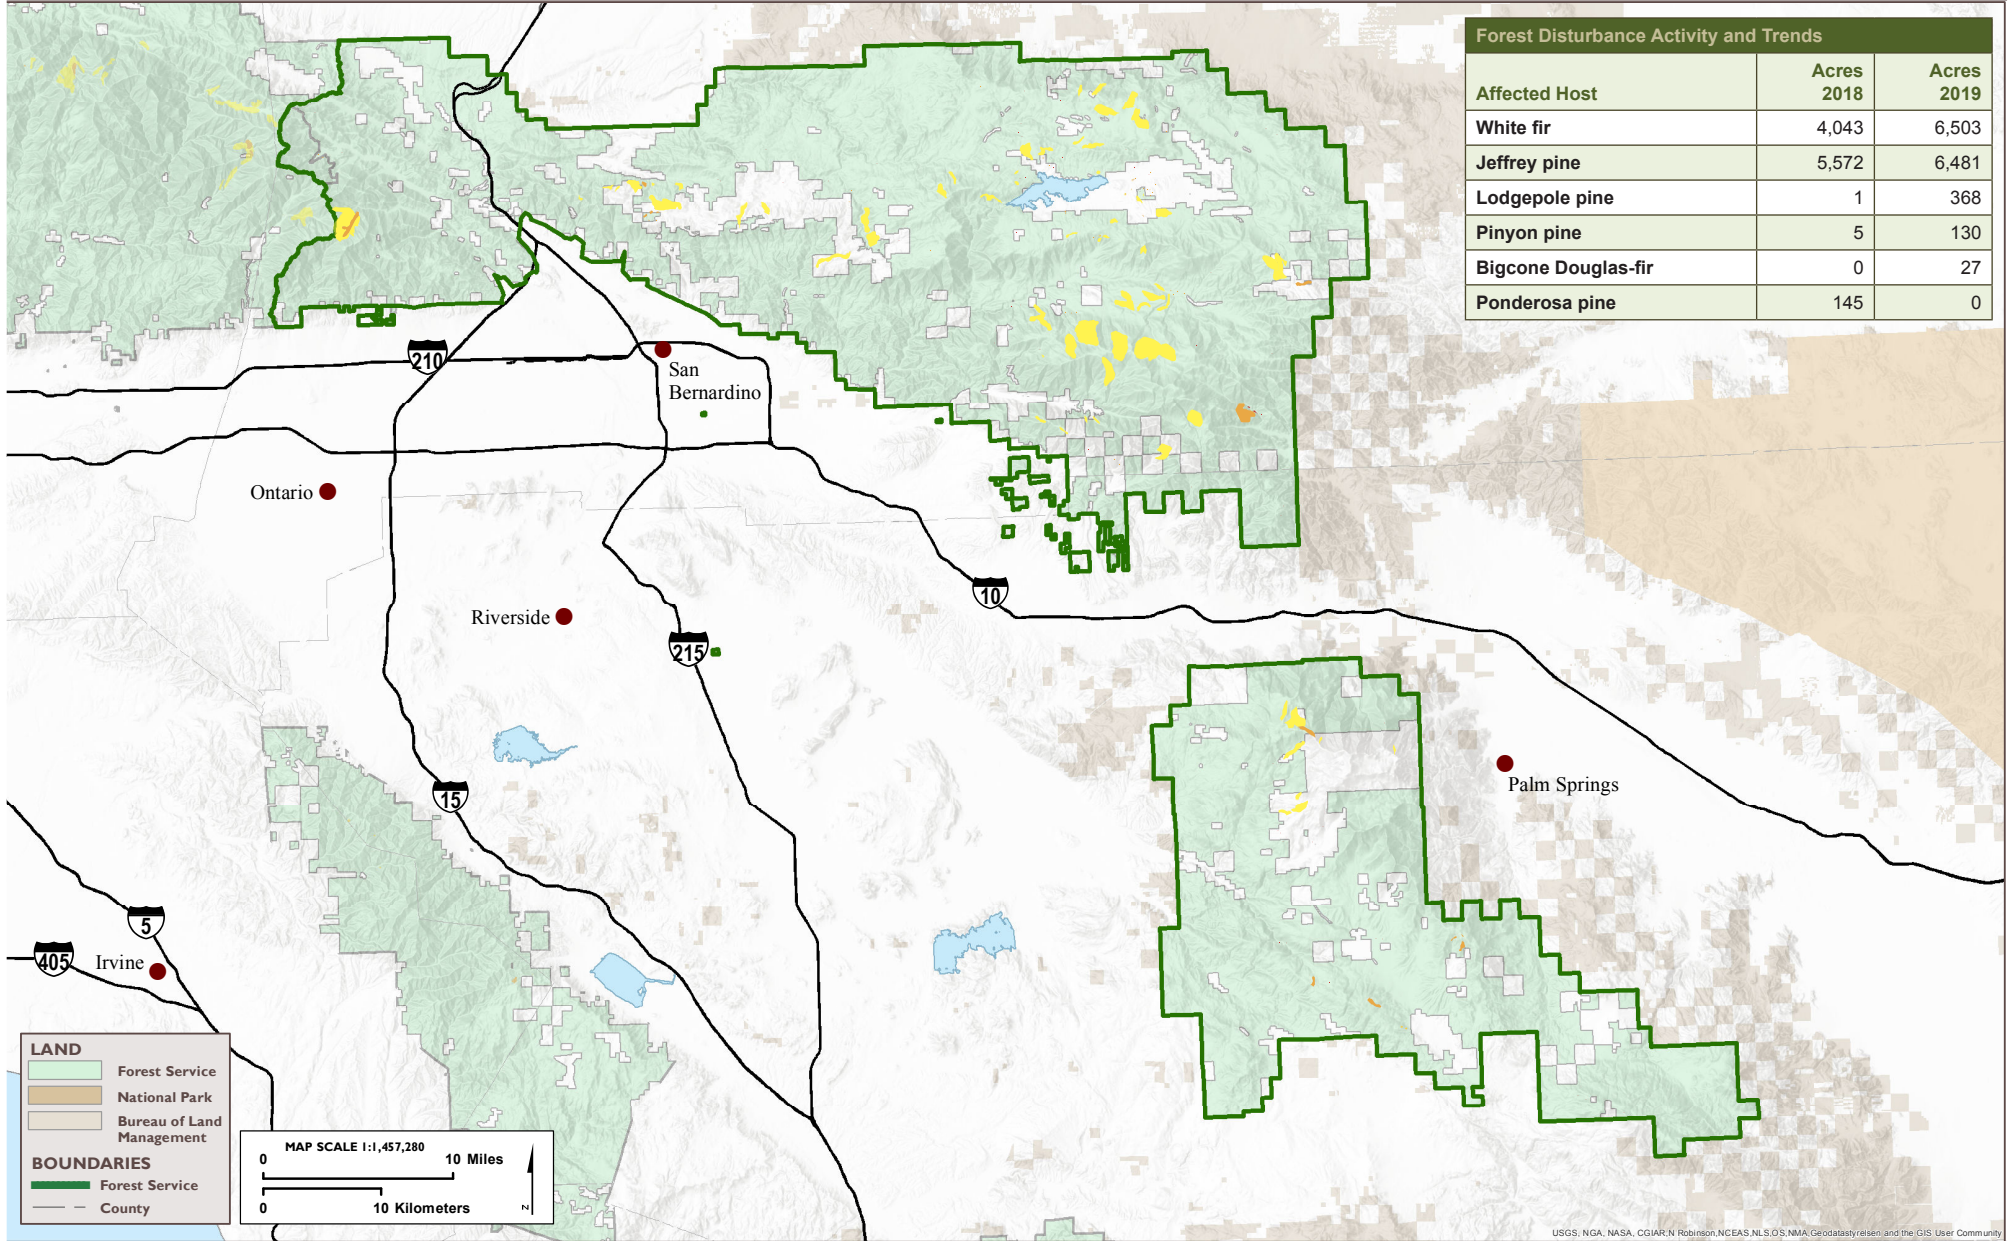 Forest Disturbance Activity and Trends
Affected Host Acres 2018 Acres 2019
White fir 4,043 6,503
Jeffrey pine 5,572 6,481
Lodgepole pine 1 368
Pinyon pine 5 130
Bigcone Douglas-fir 0 27
Ponderosa pine 145 0
210
San
Bernardino
Ontario
10
Riverside
215
Palm Springs
15
5
405
Irvine
LAND
Forest Service
National Park
Bureau of Land
Management
BOUNDARIES
Forest Service
County
MAP SCALE 1:1,457,280
0 10 Miles
0 10 Kilometers
N
USGS, NGA, NASA, CGIAR,N Robinson,NCEAS,NLS,OS,NMA,Geodatastyrelsen and the GIS User Community